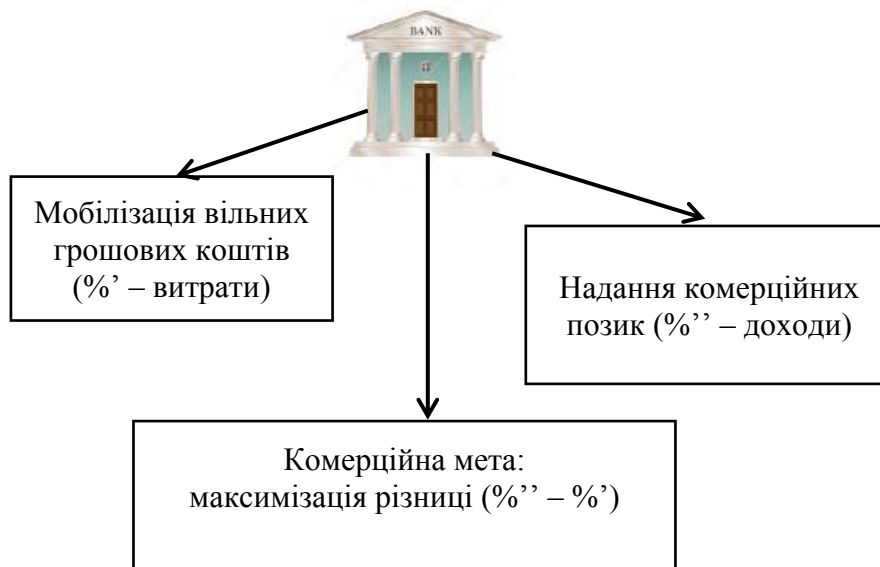 BANK
Мобілізація вільних
грошових коштів
(%’ – витрати)
Надання комерційних
позик (%’’ – доходи)
Комерційна мета:
максимізація різниці (%’’ – %’)